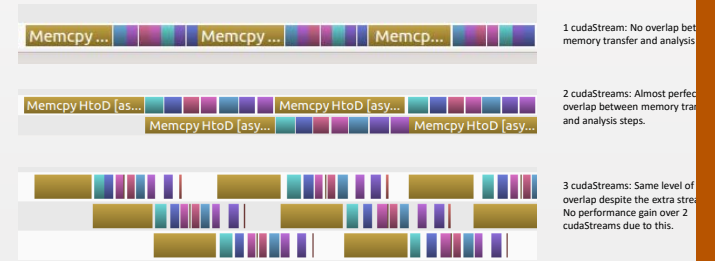 Memcpy ... Memcpy ... Memcp...
1 cudaStream: No overlap bet
memory transfer and analysis
Memcpy HtoD [as... Memcpy HtoD [asy...
Memcpy HtoD [asy... Memcpy HtoD [asy...
2 cudaStreams: Almost perfec
overlap between memory tra
and analysis steps.
3 cudaStreams: Same level of
overlap despite the extra strea
No performance gain over 2
cudaStreams due to this.